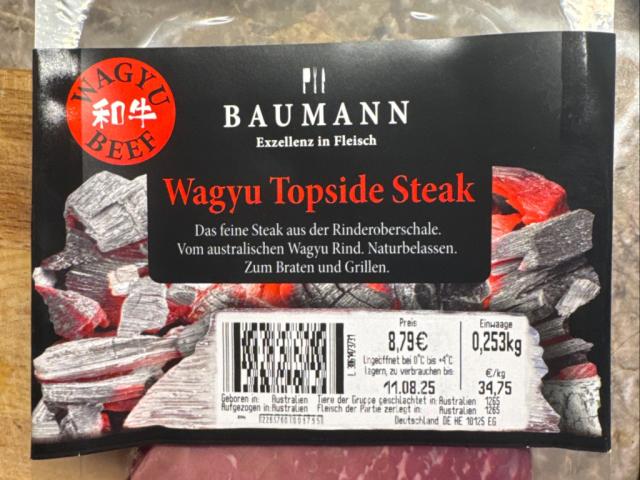 WAGYU
和牛
BEEF
BAUMANN
Exzellenz in Fleisch
Wagyu Topside Steak
Das feine Steak aus der Rinderoberschale.
Vom australischen Wagyu Rind. Naturbelassen.
Zum Braten und Grillen.
Preis
8,79€
Ungeöffnet bei 0°C bis +4°C
lagern, zu verbrauchen bis:
11.08.25
Einwaage
0,253kg
€/kg
34,75
Geboren in: Australien Tiere der Gruppe geschlachtet in: Australien 1265
Aufgezogen in: Australien Fleisch der Partie zerlegt in: Australien 1265
Deutschland DE HE 10125 EG